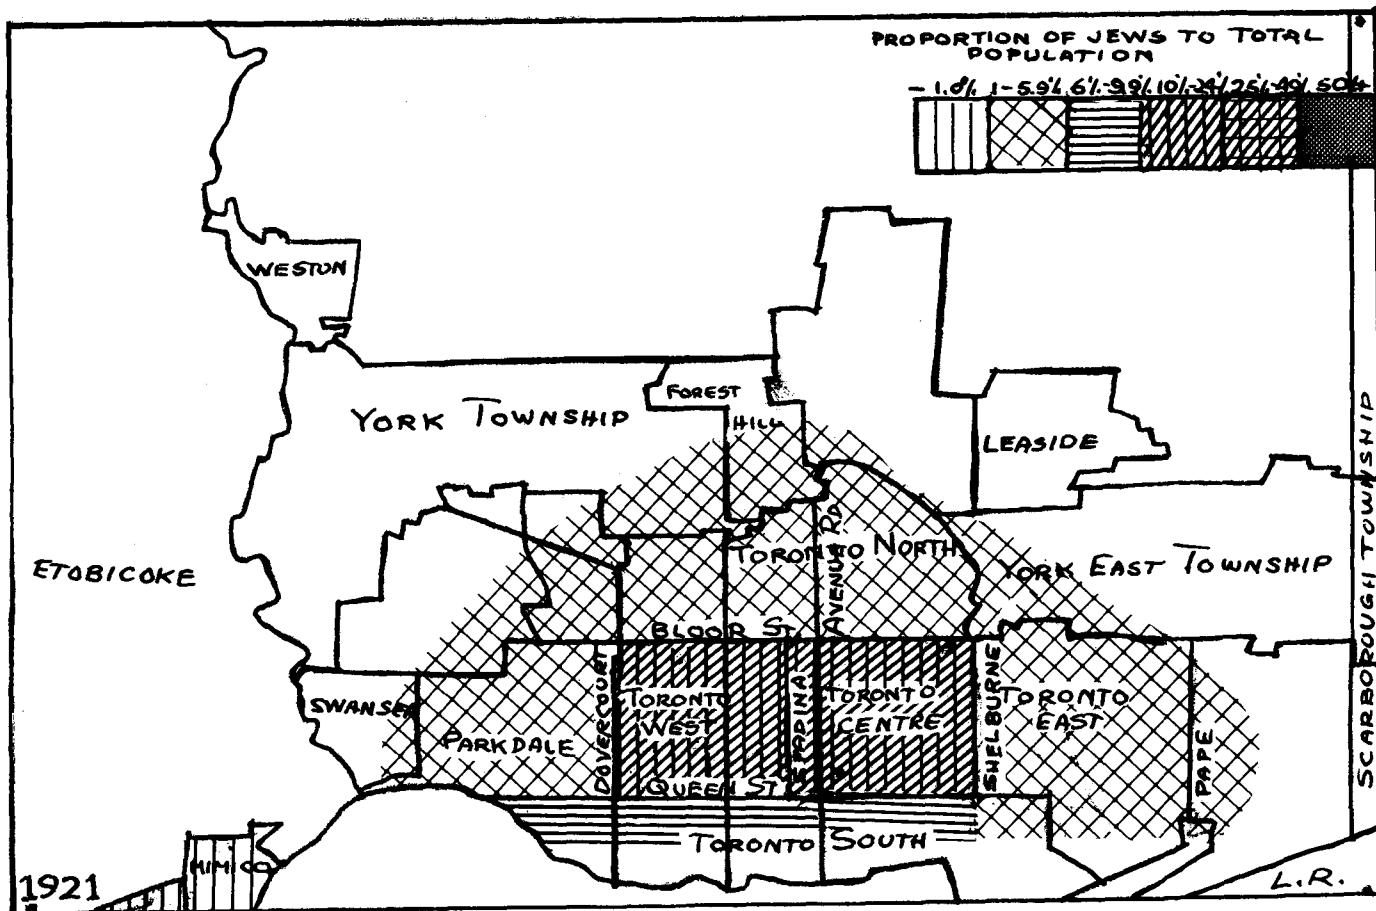 PROPORTION OF JEWS TO TOTAL
POPULATION
- 1.0% 1-5.9% 6%-9.9% 10%-24% 25%-49% 50%+
WESTON
FOREST
HILL
YORK TOWNSHIP
LEASIDE
SCARBOROUGH TOWNSHIP
ETOBICOKE
TORONTO NORTH
AVENUE RD
YORK EAST TOWNSHIP
BLOOR ST.
SWANSEA
PARKDALE
DOVERCOURT
TORONTO
WEST
SPADINA
TORONTO
CENTRE
SHELBURNE
TORONTO
EAST
PAPE
QUEEN ST
TORONTO SOUTH
MIMICO
1921
L.R.